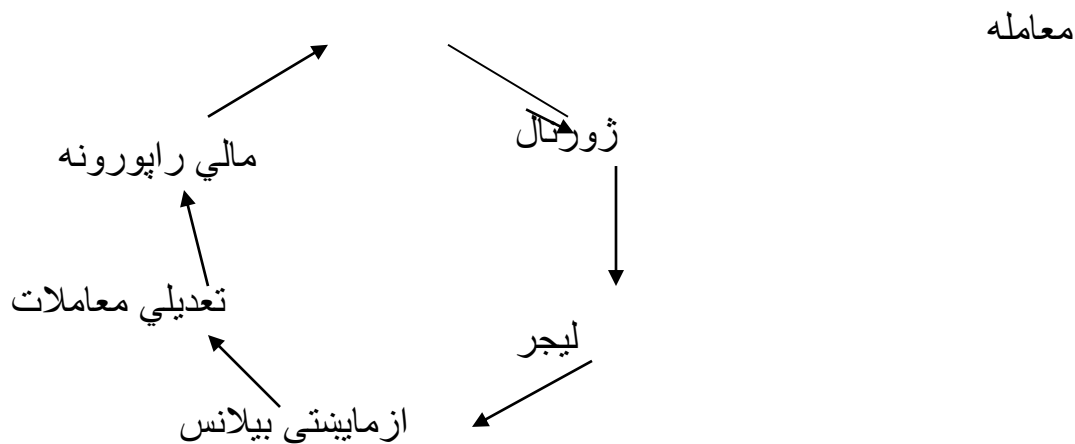 معامله
ژورنال
مالي راپورونه
تعديلي معاملات
ليجر
ازمايښتي بيلانس